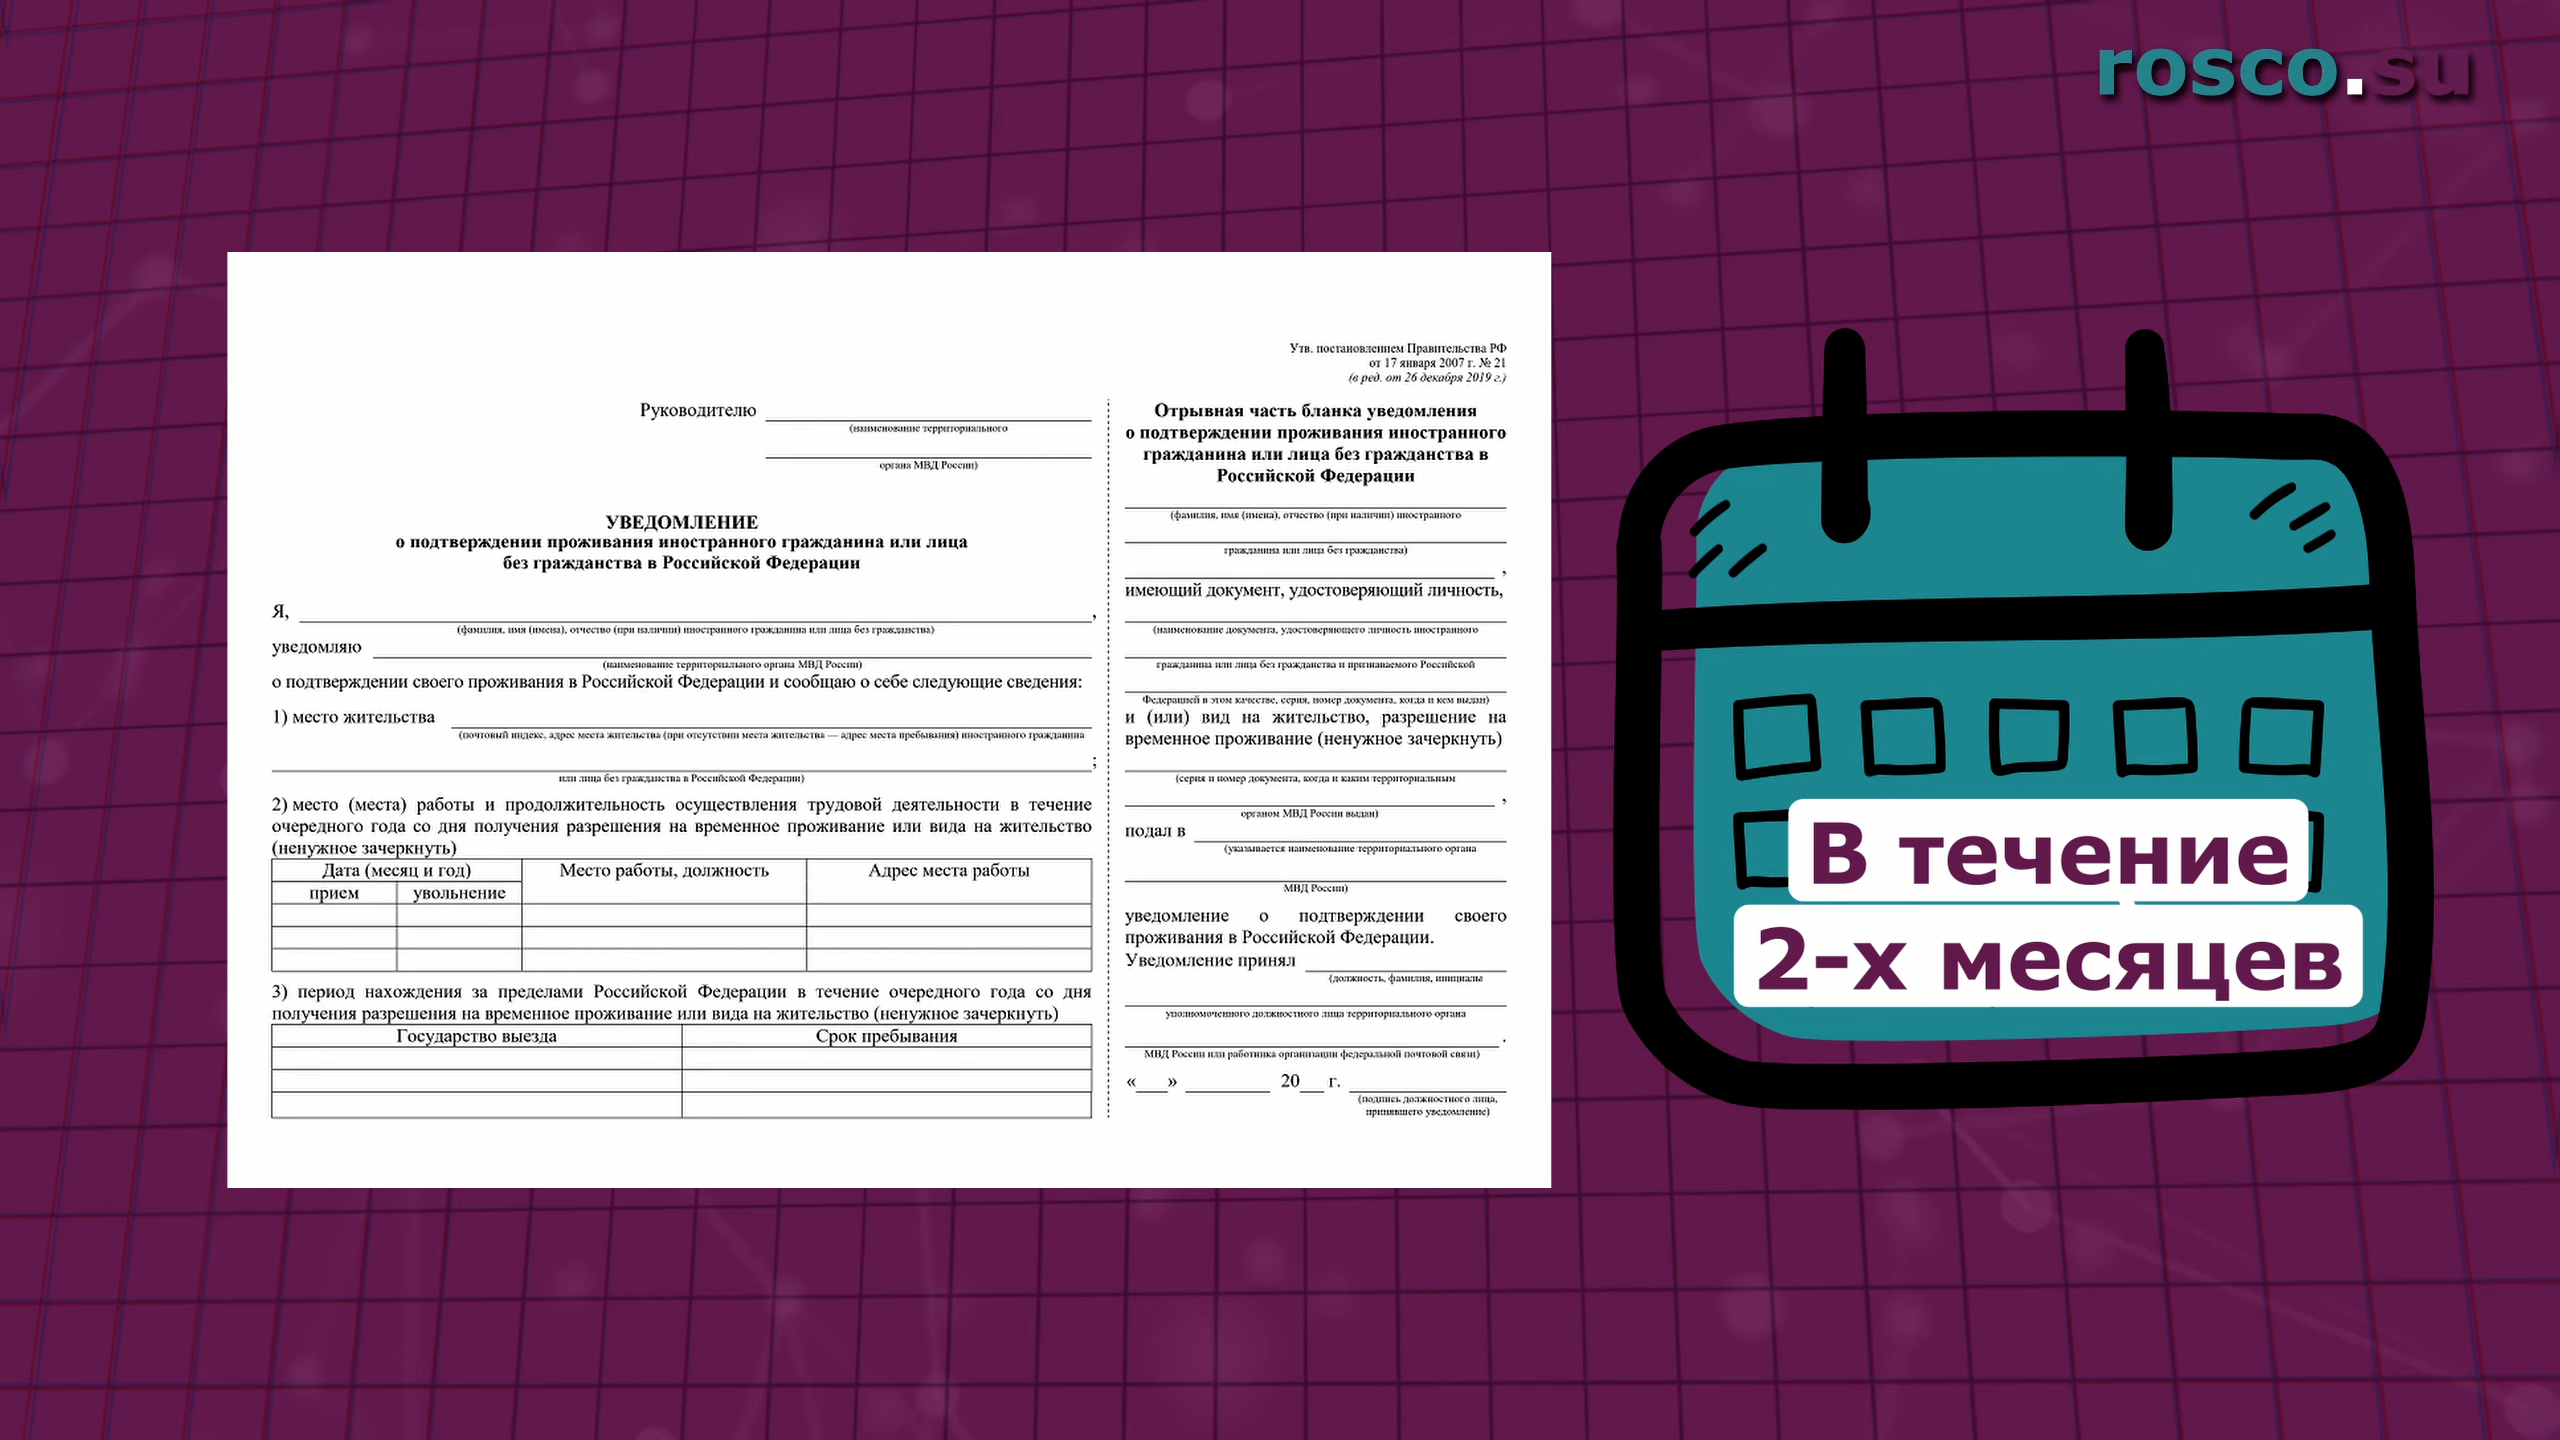 rosco.su
Утв. постановлением Правительства РФ
от 17 января 2007 г. № 21
(в ред. от 26 декабря 2019 г.)
Руководителю
(наименование территориального
органа МВД России)
УВЕДОМЛЕНИЕ
о подтверждении проживания иностранного гражданина или лица
без гражданства в Российской Федерации
Я, ,
(фамилия, имя (имена), отчество (при наличии) иностранного гражданина или лица без гражданства)
уведомляю
(наименование территориального органа МВД России)
о подтверждении своего проживания в Российской Федерации и сообщаю о себе следующие сведения:
1) место жительства
(почтовый индекс, адрес места жительства (при отсутствии места жительства — адрес места пребывания) иностранного гражданина
;
или лица без гражданства в Российской Федерации)
2) место (места) работы и продолжительность осуществления трудовой деятельности в течение
очередного года со дня получения разрешения на временное проживание или вида на жительство
(ненужное зачеркнуть)
Дата (месяц и год) Место работы, должность Адрес места работы
прием увольнение
3) период нахождения за пределами Российской Федерации в течение очередного года со дня
получения разрешения на временное проживание или вида на жительство (ненужное зачеркнуть)
Государство выезда Срок пребывания
Отрывная часть бланка уведомления
о подтверждении проживания иностранного
гражданина или лица без гражданства в
Российской Федерации
(фамилия, имя (имена), отчество (при наличии) иностранного
гражданина или лица без гражданства)
,
имеющий документ, удостоверяющий личность,
(наименование документа, удостоверяющего личность иностранного
гражданина или лица без гражданства и признаваемого Российской
Федерацией в этом качестве, серия, номер документа, когда и кем выдан)
и (или) вид на жительство, разрешение на
временное проживание (ненужное зачеркнуть)
(серия и номер документа, когда и каким территориальным
,
органом МВД России выдан)
подал в
(указывается наименование территориального органа
МВД России)
уведомление о подтверждении своего
проживания в Российской Федерации.
Уведомление принял
(должность, фамилия, инициалы
уполномоченного должностного лица территориального органа
.
МВД России или работника организации федеральной почтовой связи)
«___» ________ 20__ г.
(подпись должностного лица,
принявшего уведомление)
В течение
2-х месяцев